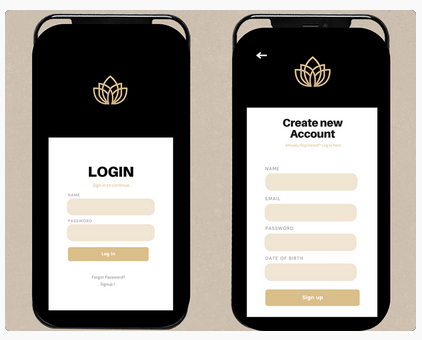 LOGIN
Sign in to continue.
NAME
PASSWORD
Log in
Forgot Password?
Signup !
Create new
Account
Already Registered? Log in here.
NAME
EMAIL
PASSWORD
DATE OF BIRTH
Sign up